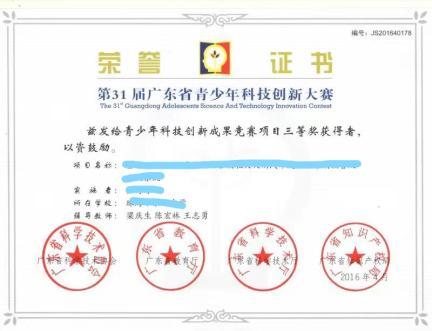 编号：JS201640178
荣誉 证书
第31届广东省青少年科技创新大赛
The 31st Guangdong Adolescents Science And Technology Innovation Contest
兹发给青少年科技创新成果竞赛项目三等奖获得者，
以资鼓励。
项目名称：
实施者：
所在学校：
辅导教师：梁庆生 陈宏林 王志勇
广东省科学技术协会 广东省教育厅 广东省科学技术厅 广东省知识产权局
2016年4月